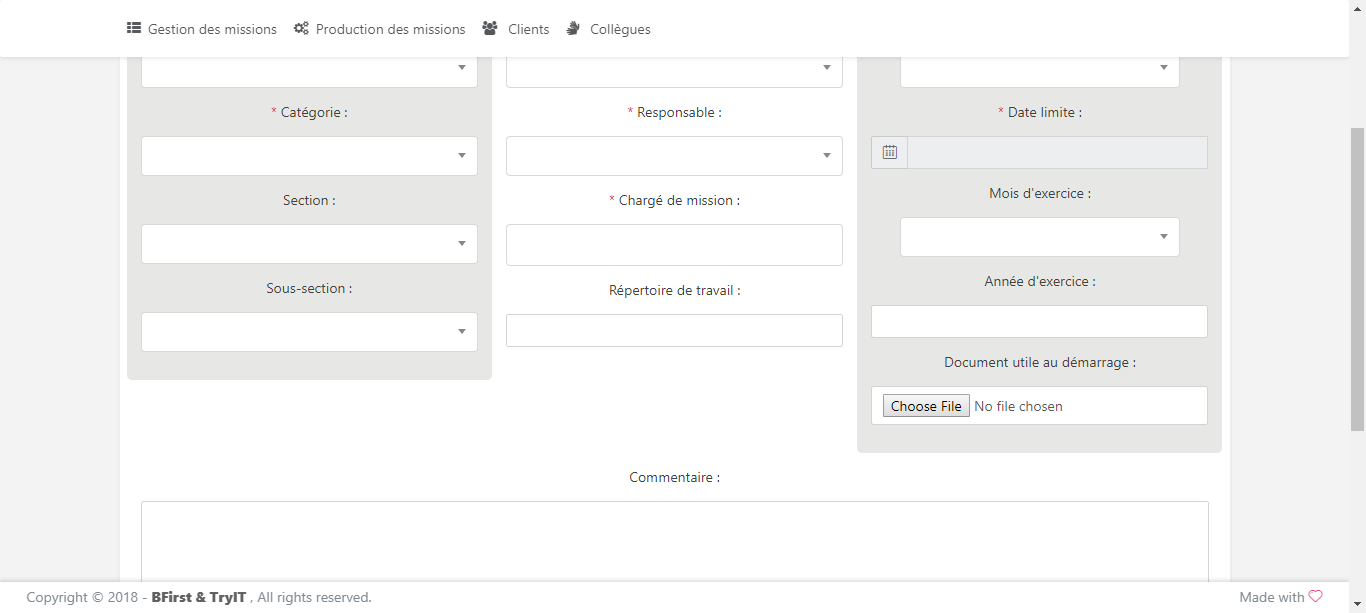 Gestion des missions Production des missions Clients Collègues
* Catégorie :
Section :
Sous-section :
* Responsable :
* Chargé de mission :
Répertoire de travail :
* Date limite :
Mois d'exercice :
Année d'exercice :
Document utile au démarrage :
Choose File No file chosen
Commentaire :
Copyright © 2018 - BFirst & TryIT , All rights reserved.
Made with